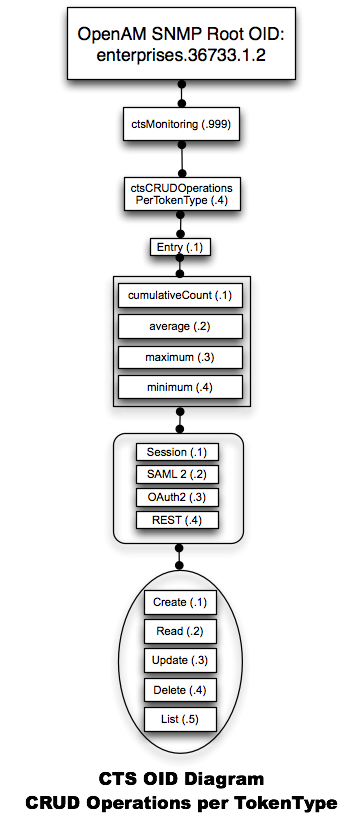 OpenAM SNMP Root OID:
enterprises.36733.1.2
ctsMonitoring (.999)
ctsCRUDOperations
PerTokenType (.4)
Entry (.1)
cumulativeCount (.1)
average (.2)
maximum (.3)
minimum (.4)
Session (.1)
SAML 2 (.2)
OAuth2 (.3)
REST (.4)
Create (.1)
Read (.2)
Update (.3)
Delete (.4)
List (.5)
CTS OID Diagram
CRUD Operations per TokenType